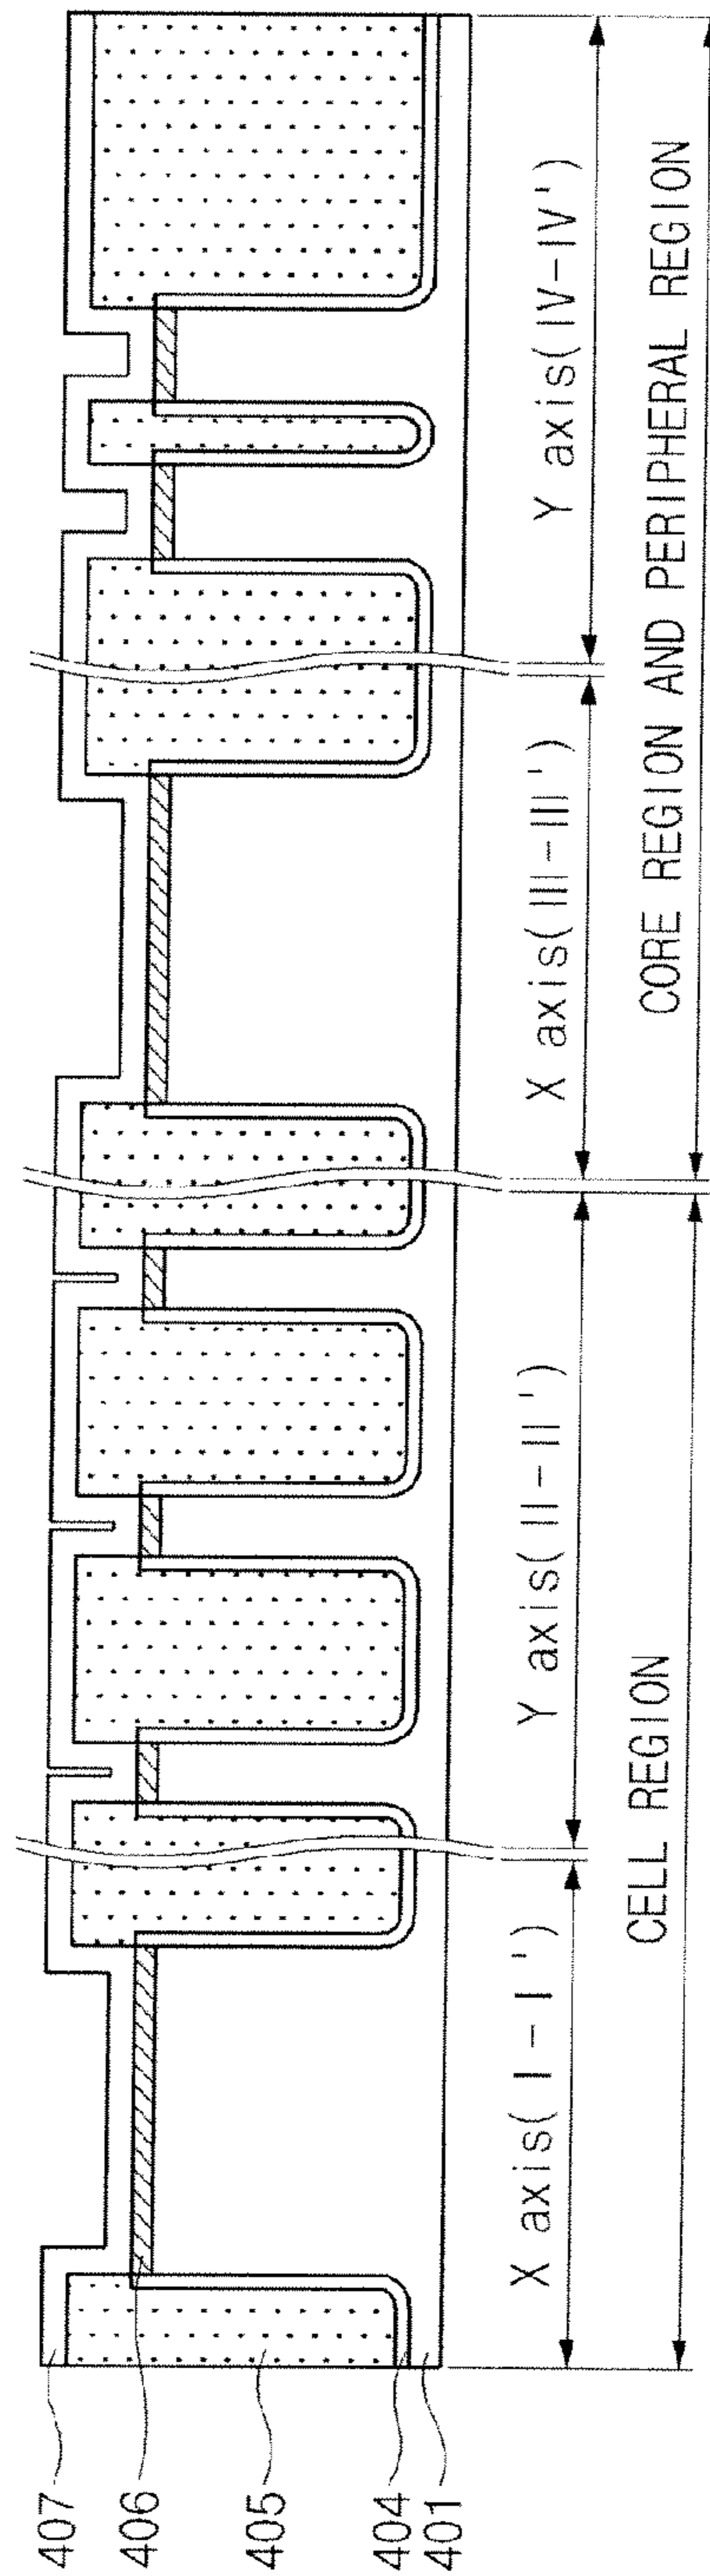 407
406
405
404
401
X axis( I - I ')
Y axis( II - II ')
X axis( III - III ')
Y axis( IV - IV ')
CELL REGION
CORE REGION AND PERIPHERAL REGION